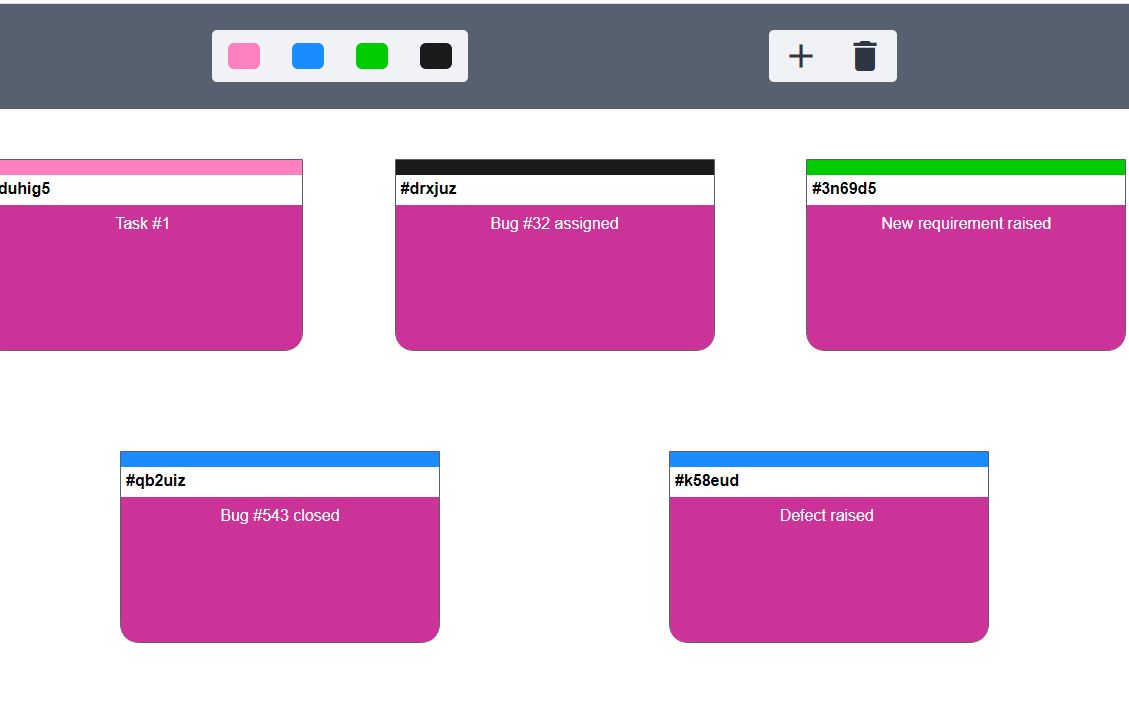 duhig5
#drxjuz
#3n69d5
Task #1
Bug #32 assigned
New requirement raised
#qb2uiz
#k58eud
Bug #543 closed
Defect raised